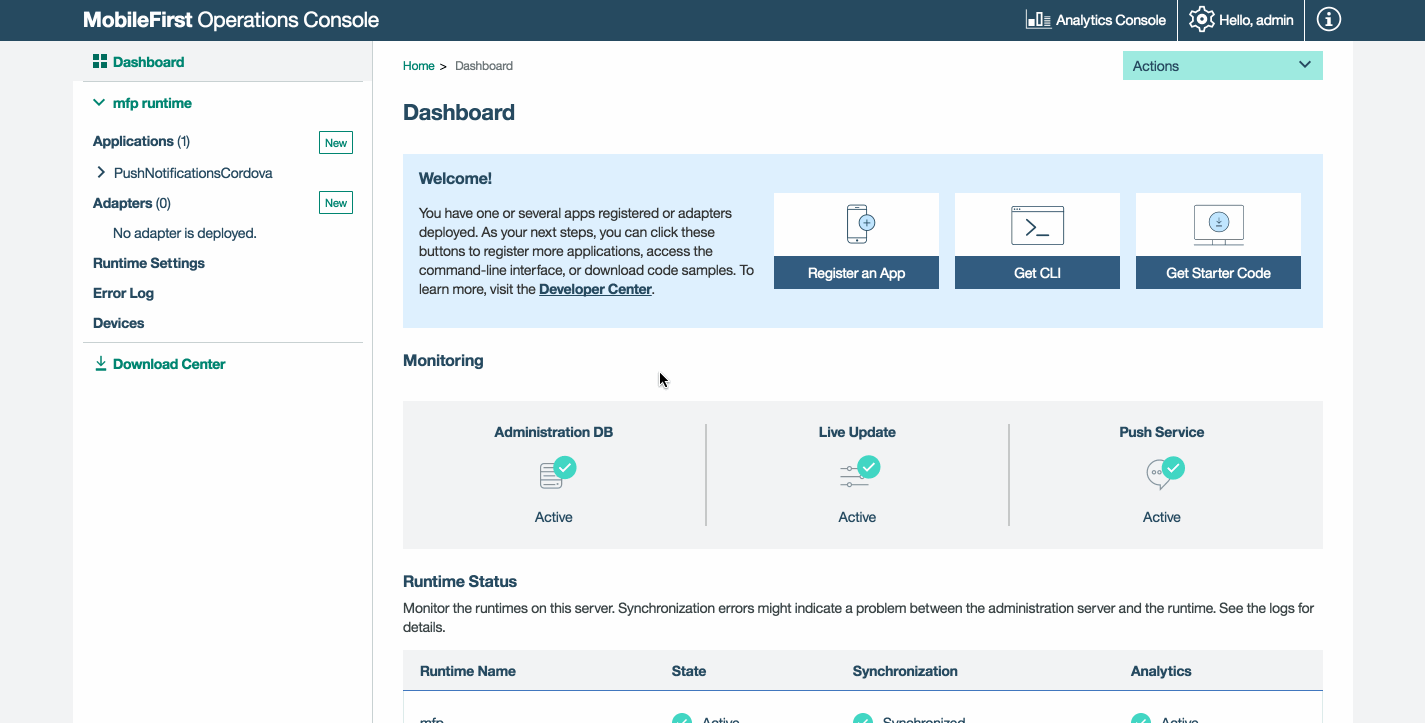 MobileFirst Operations Console
Analytics Console
Hello, admin
Dashboard
mfp runtime
Applications (1)
New
PushNotificationsCordova
Adapters (0)
New
No adapter is deployed.
Runtime Settings
Error Log
Devices
Download Center
Home > Dashboard
Actions
Dashboard
Welcome!
You have one or several apps registered or adapters
deployed. As your next steps, you can click these
buttons to register more applications, access the
command-line interface, or download code samples. To
learn more, visit the Developer Center.
Register an App
Get CLI
Get Starter Code
Monitoring
Administration DB
Live Update
Push Service
Active
Active
Active
Runtime Status
Monitor the runtimes on this server. Synchronization errors might indicate a problem between the administration server and the runtime. See the logs for
details.
Runtime Name State Synchronization Analytics
mfp Active Synchronized Active